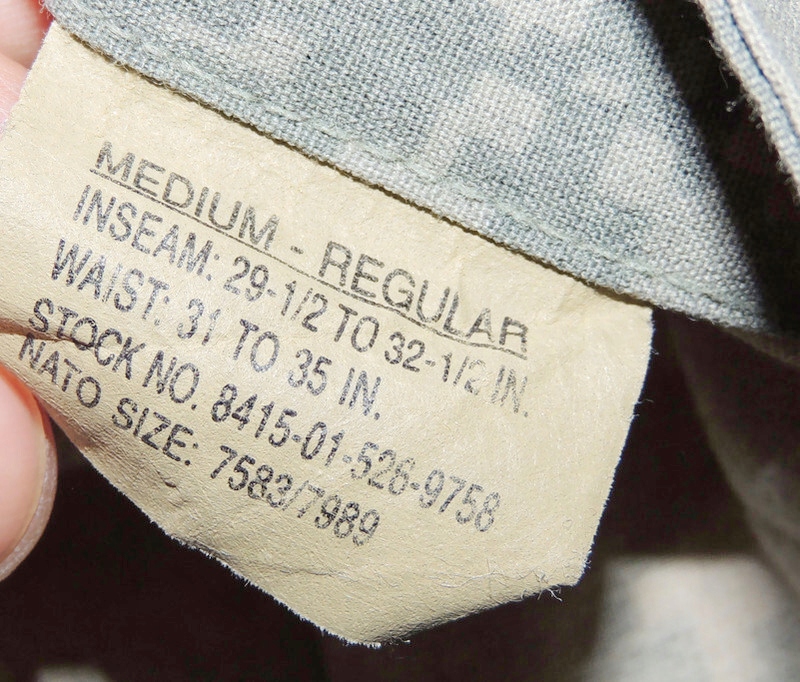 MEDIUM - REGULAR
INSEAM: 29-1/2 TO 32-1/2 IN.
WAIST: 31 TO 35 IN.
STOCK NO. 8415-01-526-9758
NATO SIZE: 7583/7989